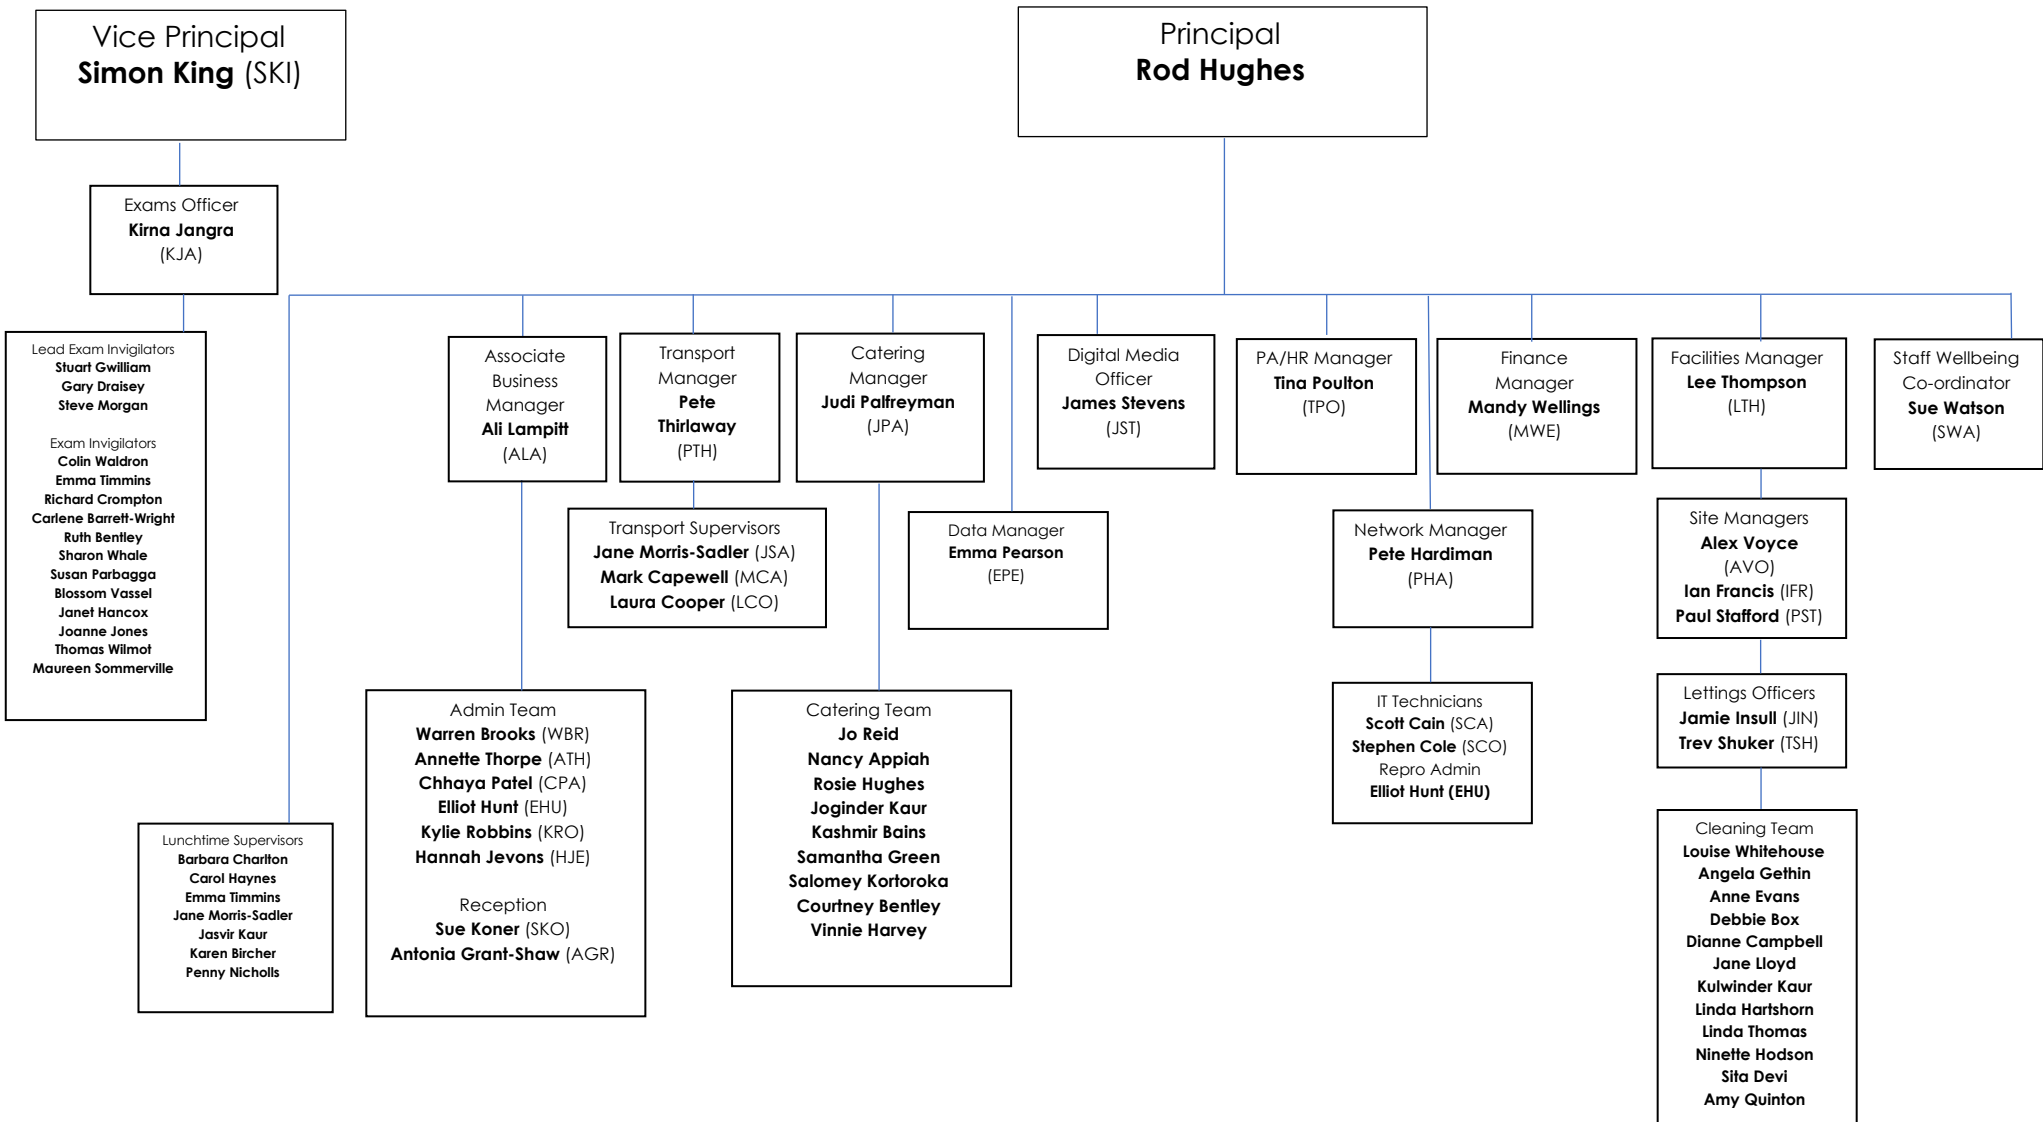 Vice Principal
Simon King (SKI)
Principal
Rod Hughes
Exams Officer
Kirna Jangra
(KJA)
Lead Exam Invigilators
Stuart Gwilliam
Gary Draisey
Steve Morgan
Exam Invigilators
Colin Waldron
Emma Timmins
Richard Crompton
Carlene Barrett-Wright
Ruth Bentley
Sharon Whale
Susan Parbagga
Blossom Vassel
Janet Hancox
Joanne Jones
Thomas Wilmot
Maureen Sommerville
Associate
Business
Manager
Ali Lampitt
(ALA)
Transport
Manager
Pete
Thirlaway
(PTH)
Catering
Manager
Judi Palfreyman
(JPA)
Digital Media
Officer
James Stevens
(JST)
PA/HR Manager
Tina Poulton
(TPO)
Finance
Manager
Mandy Wellings
(MWE)
Facilities Manager
Lee Thompson
(LTH)
Staff Wellbeing
Co-ordinator
Sue Watson
(SWA)
Transport Supervisors
Jane Morris-Sadler (JSA)
Mark Capewell (MCA)
Laura Cooper (LCO)
Data Manager
Emma Pearson
(EPE)
Network Manager
Pete Hardiman
(PHA)
Site Managers
Alex Voyce
(AVO)
Ian Francis (IFR)
Paul Stafford (PST)
Admin Team
Warren Brooks (WBR)
Annette Thorpe (ATH)
Chhaya Patel (CPA)
Elliot Hunt (EHU)
Kylie Robbins (KRO)
Hannah Jevons (HJE)
Reception
Sue Koner (SKO)
Antonia Grant-Shaw (AGR)
Catering Team
Jo Reid
Nancy Appiah
Rosie Hughes
Joginder Kaur
Kashmir Bains
Samantha Green
Salomey Kortoroka
Courtney Bentley
Vinnie Harvey
IT Technicians
Scott Cain (SCA)
Stephen Cole (SCO)
Repro Admin
Elliot Hunt (EHU)
Lettings Officers
Jamie Insull (JIN)
Trev Shuker (TSH)
Lunchtime Supervisors
Barbara Charlton
Carol Haynes
Emma Timmins
Jane Morris-Sadler
Jasvir Kaur
Karen Bircher
Penny Nicholls
Cleaning Team
Louise Whitehouse
Angela Gethin
Anne Evans
Debbie Box
Dianne Campbell
Jane Lloyd
Kulwinder Kaur
Linda Hartshorn
Linda Thomas
Ninette Hodson
Sita Devi
Amy Quinton